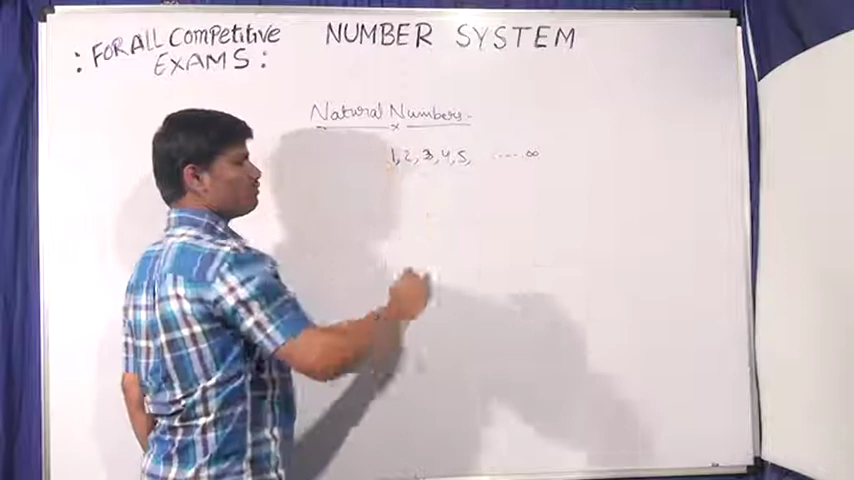 : FOR ALL Competitive EXAMS :
NUMBER SYSTEM
Natural Numbers-
x
1, 2, 3, 4, 5, ...... ∞